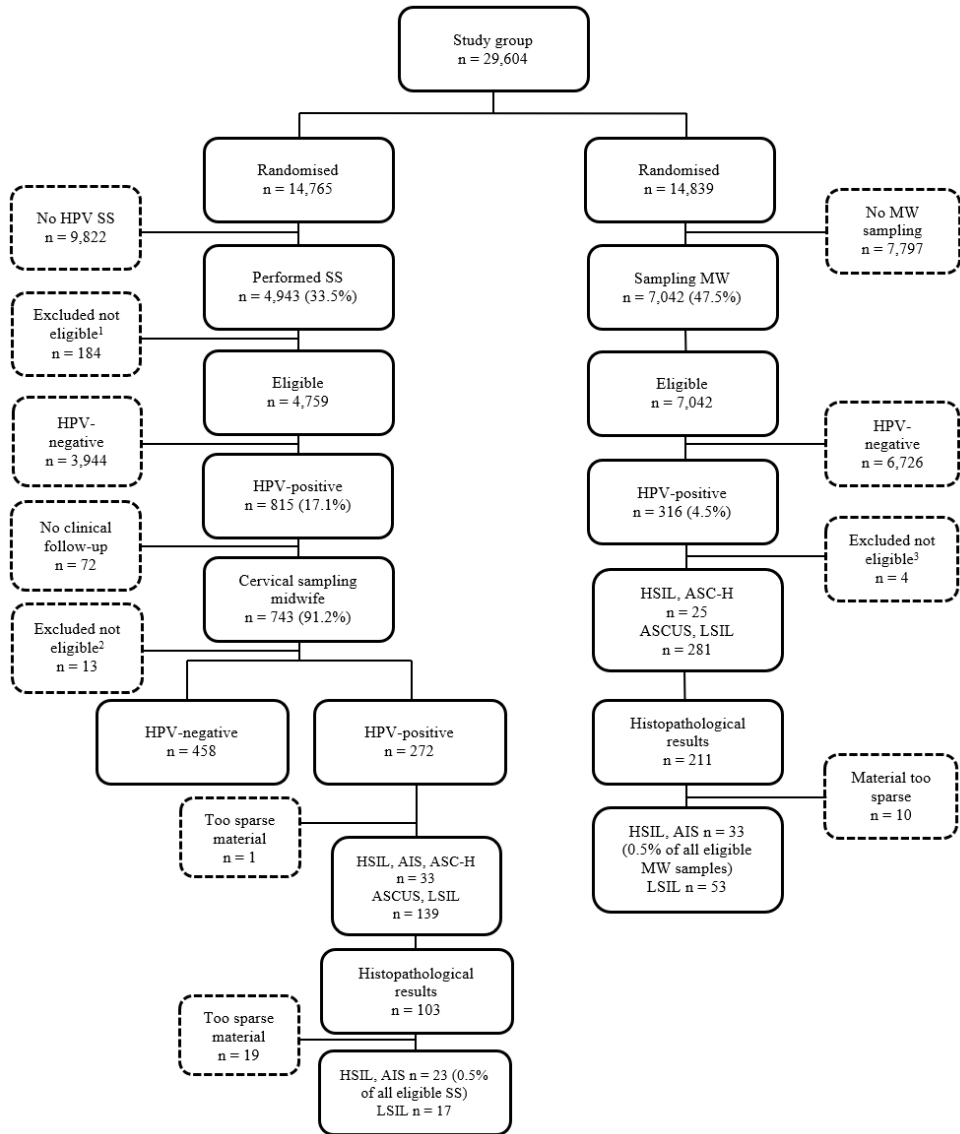 Study group
n = 29,604
Randomised
n = 14,765
Randomised
n = 14,839
No HPV SS
n = 9,822
No MW
sampling
n = 7,797
Performed SS
n = 4,943 (33.5%)
Sampling MW
n = 7,042 (47.5%)
Excluded not
eligible¹
n = 184
Eligible
n = 4,759
Eligible
n = 7,042
HPV-
negative
n = 3,944
HPV-
negative
n = 6,726
HPV-positive
n = 815 (17.1%)
HPV-positive
n = 316 (4.5%)
No clinical
follow-up
n = 72
Excluded not
eligible³
n = 4
Cervical sampling
midwife
n = 743 (91.2%)
HSIL, ASC-H
n = 25
ASCUS, LSIL
n = 281
Excluded not
eligible²
n = 13
HPV-negative
n = 458
HPV-positive
n = 272
Histopathological
results
n = 211
Material too
sparse
n = 10
Too sparse
material
n = 1
HSIL, AIS n = 33
(0.5% of all eligible
MW samples)
LSIL n = 53
HSIL, AIS, ASC-H
n = 33
ASCUS, LSIL
n = 139
Histopathological
results
n = 103
Too sparse
material
n = 19
HSIL, AIS n = 23 (0.5%
of all eligible SS)
LSIL n = 17